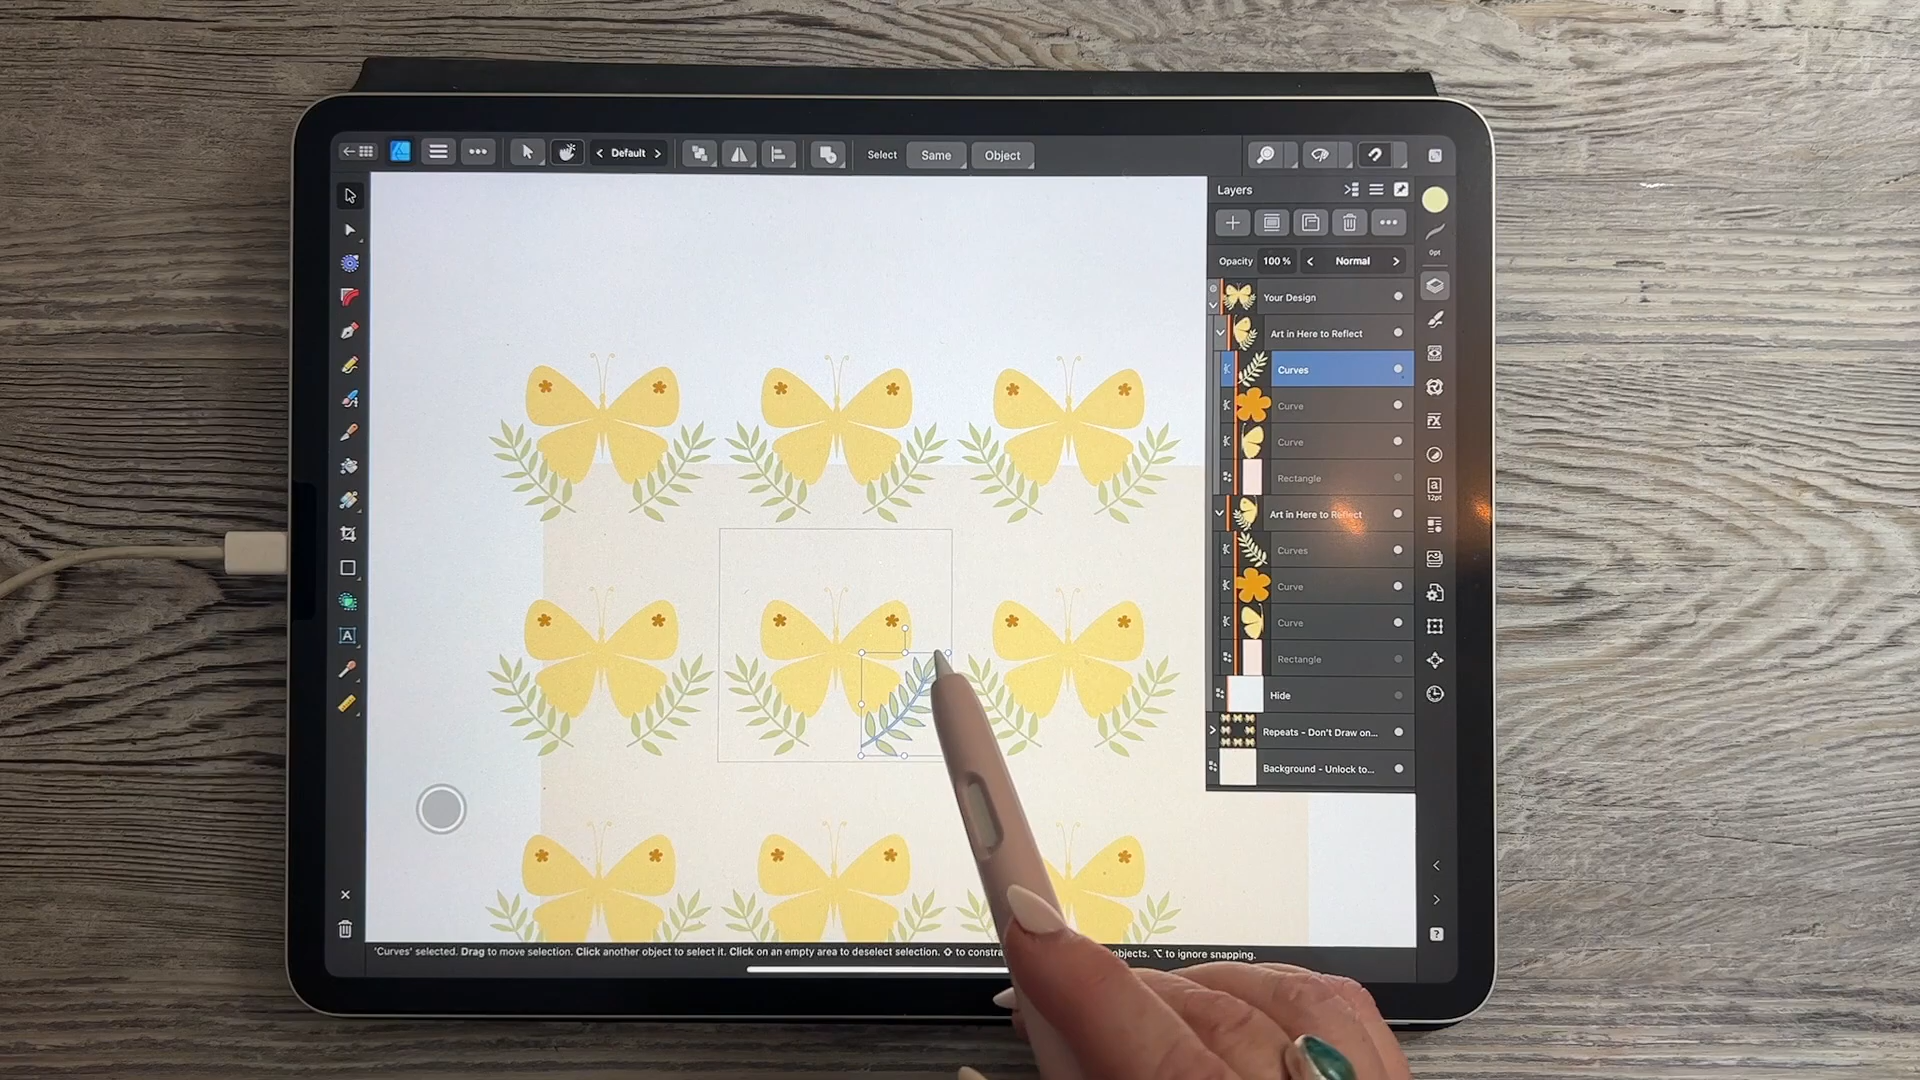 Default
Select
Same
Object
Layers
Opacity 100 % Normal
0pt
Your Design
Art in Here to Reflect
Curves
Curve
Curve
Rectangle
Art in Here to Reflect
Curves
Curve
Curve
Rectangle
Hide
Repeats - Don't Draw on...
Background - Unlock to...
FX
a
12pt
A
?
'Curves' selected. Drag to move selection. Click another object to select it. Click on an empty area to deselect selection. ⇧ to constra objects. ⌥ to ignore snapping.